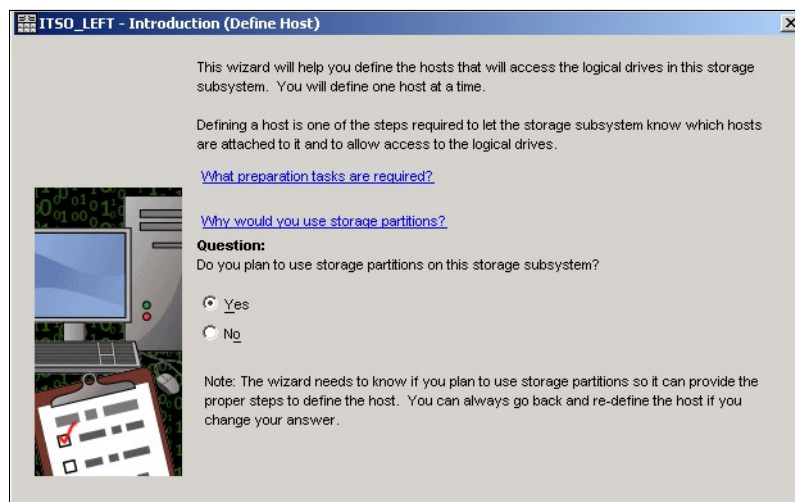 ITSO_LEFT - Introduction (Define Host)
This wizard will help you define the hosts that will access the logical drives in this storage
subsystem. You will define one host at a time.
Defining a host is one of the steps required to let the storage subsystem know which hosts
are attached to it and to allow access to the logical drives.
What preparation tasks are required?
Why would you use storage partitions?
Question:
Do you plan to use storage partitions on this storage subsystem?
Yes
No
Note: The wizard needs to know if you plan to use storage partitions so it can provide the
proper steps to define the host. You can always go back and re-define the host if you
change your answer.